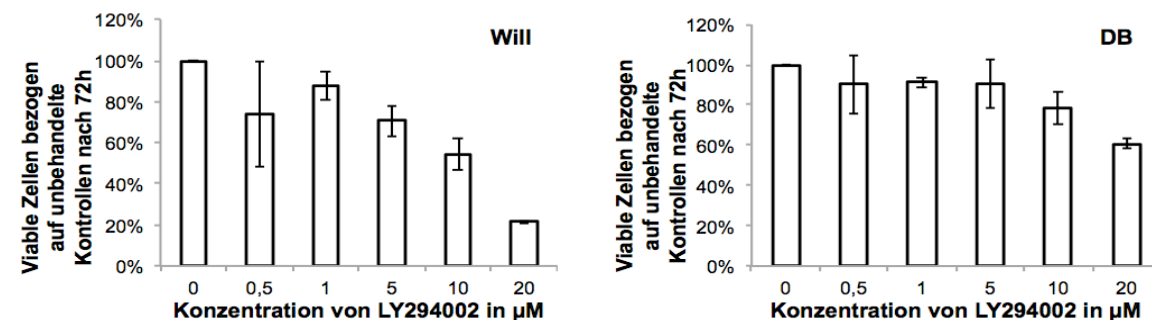 Will
Viable Zellen bezogen
auf unbehandelte
Kontrollen nach 72h
120%
100%
80%
60%
40%
20%
0%
0 0,5 1 5 10 20
Konzentration von LY294002 in µM
DB
Viable Zellen bezogen
auf unbehandelte
Kontrollen nach 72h
120%
100%
80%
60%
40%
20%
0%
0 0,5 1 5 10 20
Konzentration von LY294002 in µM